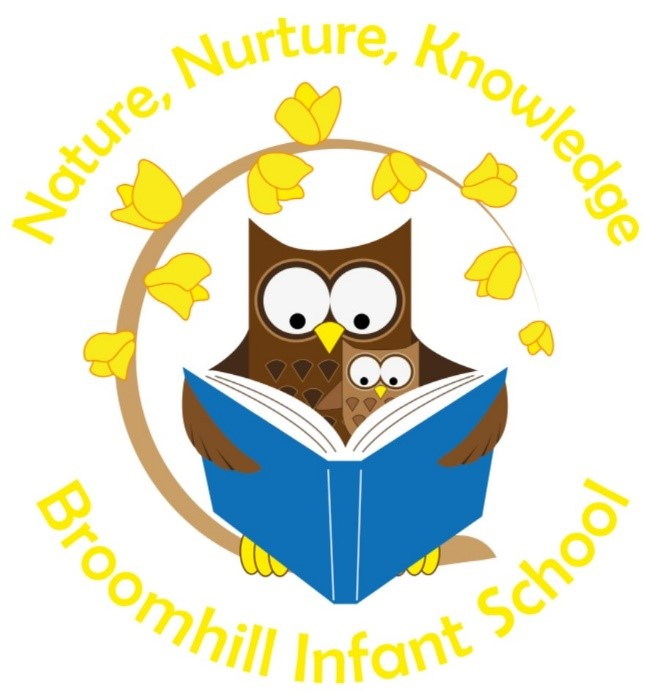 Nature, Nurture, Knowledge
Broomhill Infant School